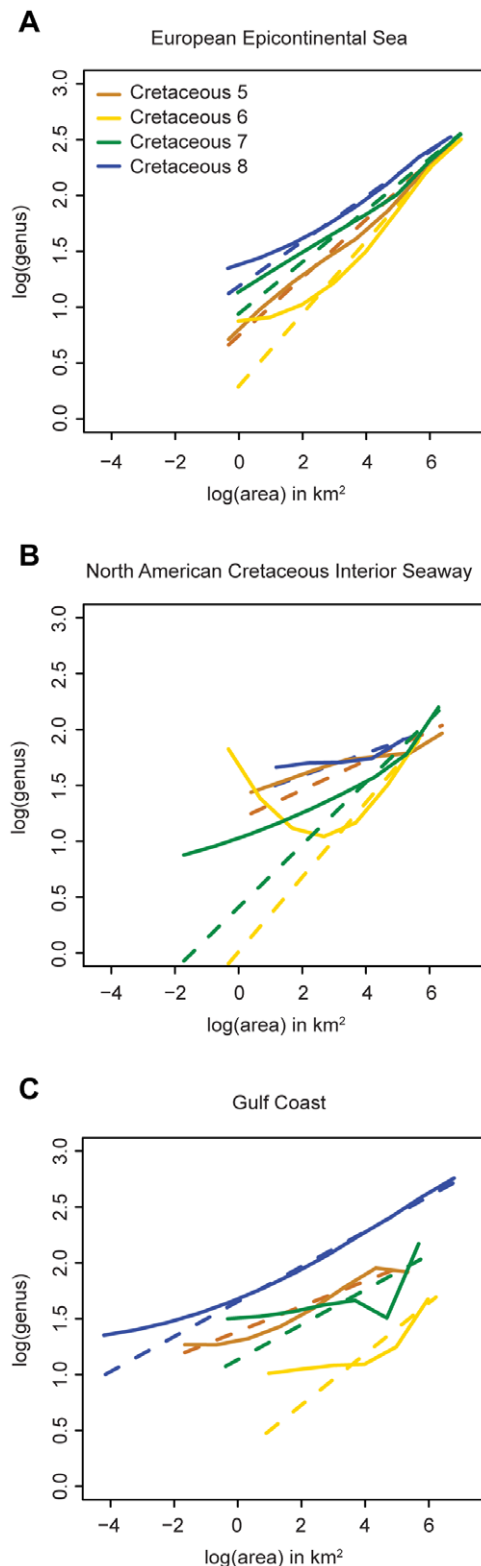 A
European Epicontinental Sea
3.0
2.5
2.0
1.5
1.0
0.5
0.0
log(genus)
Cretaceous 5
Cretaceous 6
Cretaceous 7
Cretaceous 8
−4 −2 0 2 4 6
log(area) in km²
B
North American Cretaceous Interior Seaway
3.0
2.5
2.0
1.5
1.0
0.5
0.0
log(genus)
−4 −2 0 2 4 6
log(area) in km²
C
Gulf Coast
3.0
2.5
2.0
1.5
1.0
0.5
0.0
log(genus)
−4 −2 0 2 4 6
log(area) in km²